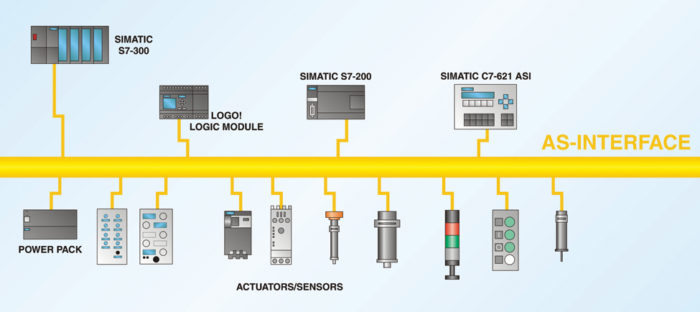 SIMATIC
S7-300
LOGO!
LOGIC MODULE
SIMATIC S7-200
SIMATIC C7-621 ASI
AS-INTERFACE
POWER PACK
ACTUATORS/SENSORS